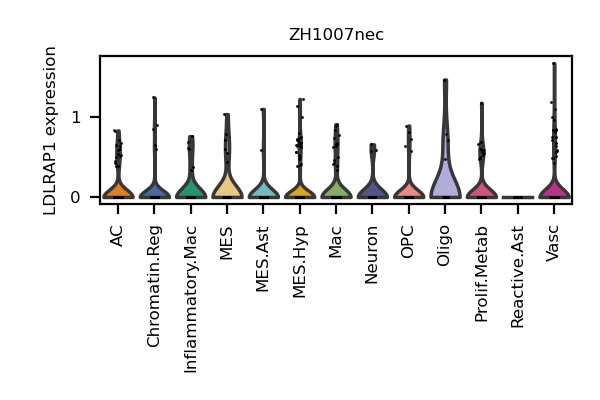 ZH1007nec
LDLRAP1 expression
1
0
AC
Chromatin.Reg
Inflammatory.Mac
MES
MES.Ast
MES.Hyp
Mac
Neuron
OPC
Oligo
Prolif.Metab
Reactive.Ast
Vasc